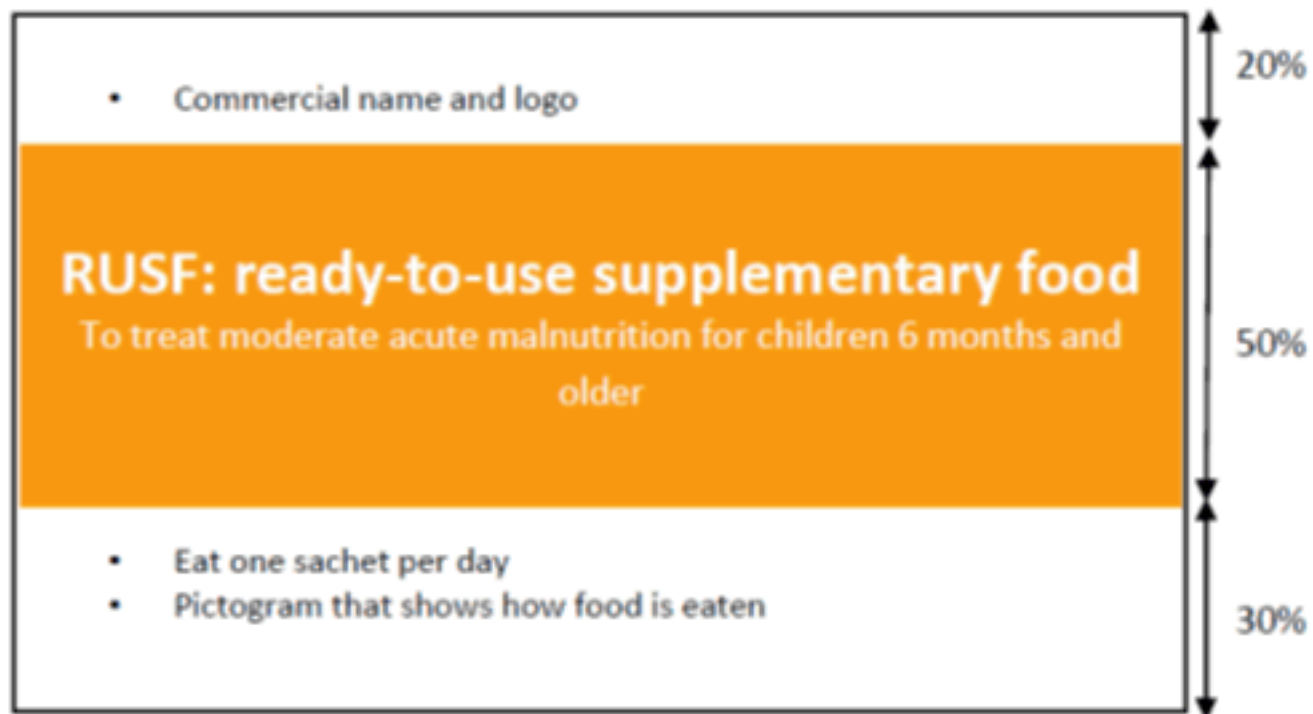 20%
• Commercial name and logo
RUSF: ready-to-use supplementary food
To treat moderate acute malnutrition for children 6 months and
older
50%
• Eat one sachet per day
• Pictogram that shows how food is eaten
30%